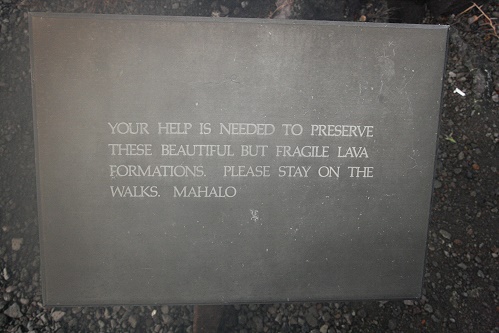 YOUR HELP IS NEEDED TO PRESERVE
THESE BEAUTIFUL BUT FRAGILE LAVA
FORMATIONS. PLEASE STAY ON THE
WALKS. MAHALO